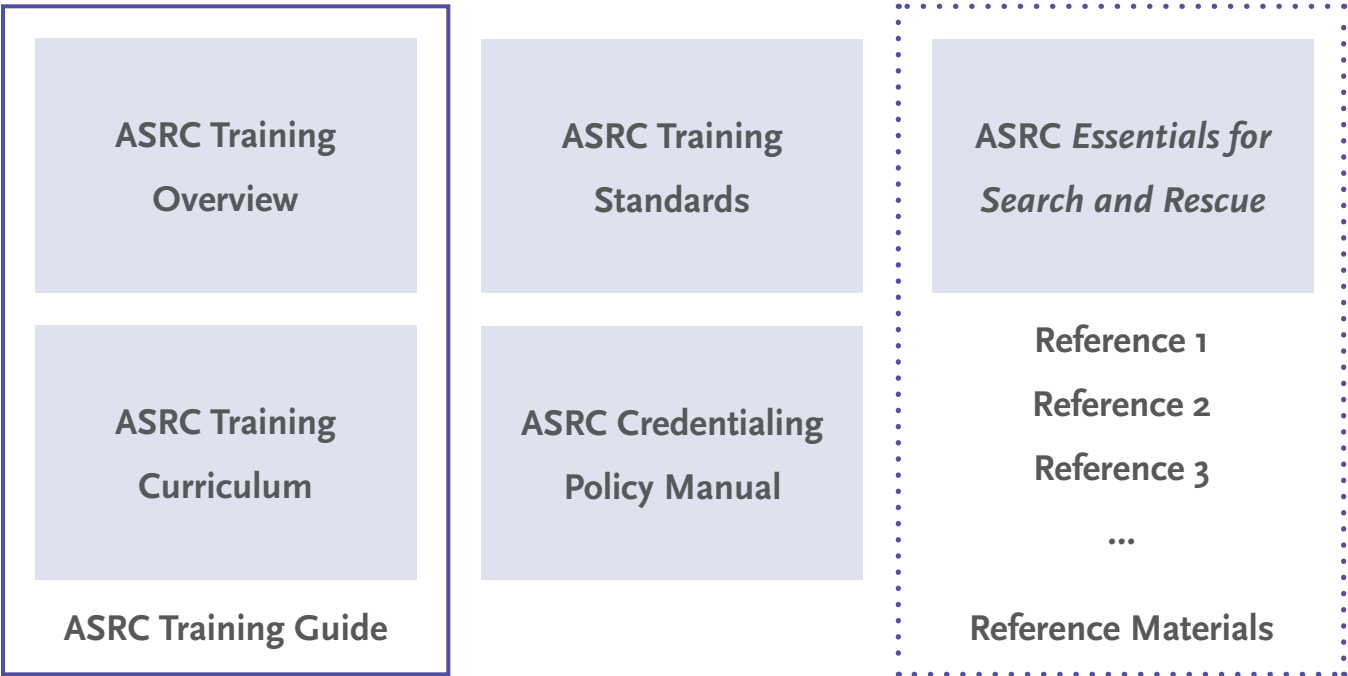 ASRC Training
Overview
ASRC Training
Curriculum
ASRC Training Guide
ASRC Training
Standards
ASRC Credentialing
Policy Manual
ASRC Essentials for
Search and Rescue
Reference 1
Reference 2
Reference 3
...
Reference Materials